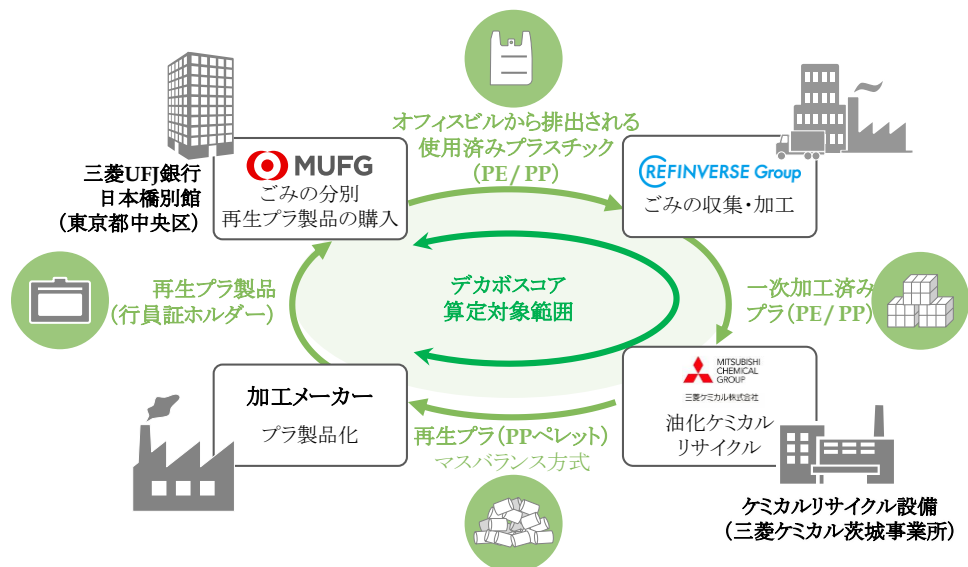 オフィスビルから排出される
使用済みプラスチック
(PE/ PP)
三菱UFJ銀行
日本橋別館
(東京都中央区)
MUFG
ごみの分別
再生プラ製品の購入
REFINVERSE Group
ごみの収集・加工
再生プラ製品
(行員証ホルダー)
デカボスコア
算定対象範囲
一次加工済み
プラ(PE/ PP)
加工メーカー
プラ製品化
再生プラ(PPペレット)
マスバランス方式
MITSUBISHI
CHEMICAL
GROUP
三菱ケミカル株式会社
油化ケミカル
リサイクル
ケミカルリサイクル設備
(三菱ケミカル茨城事業所)